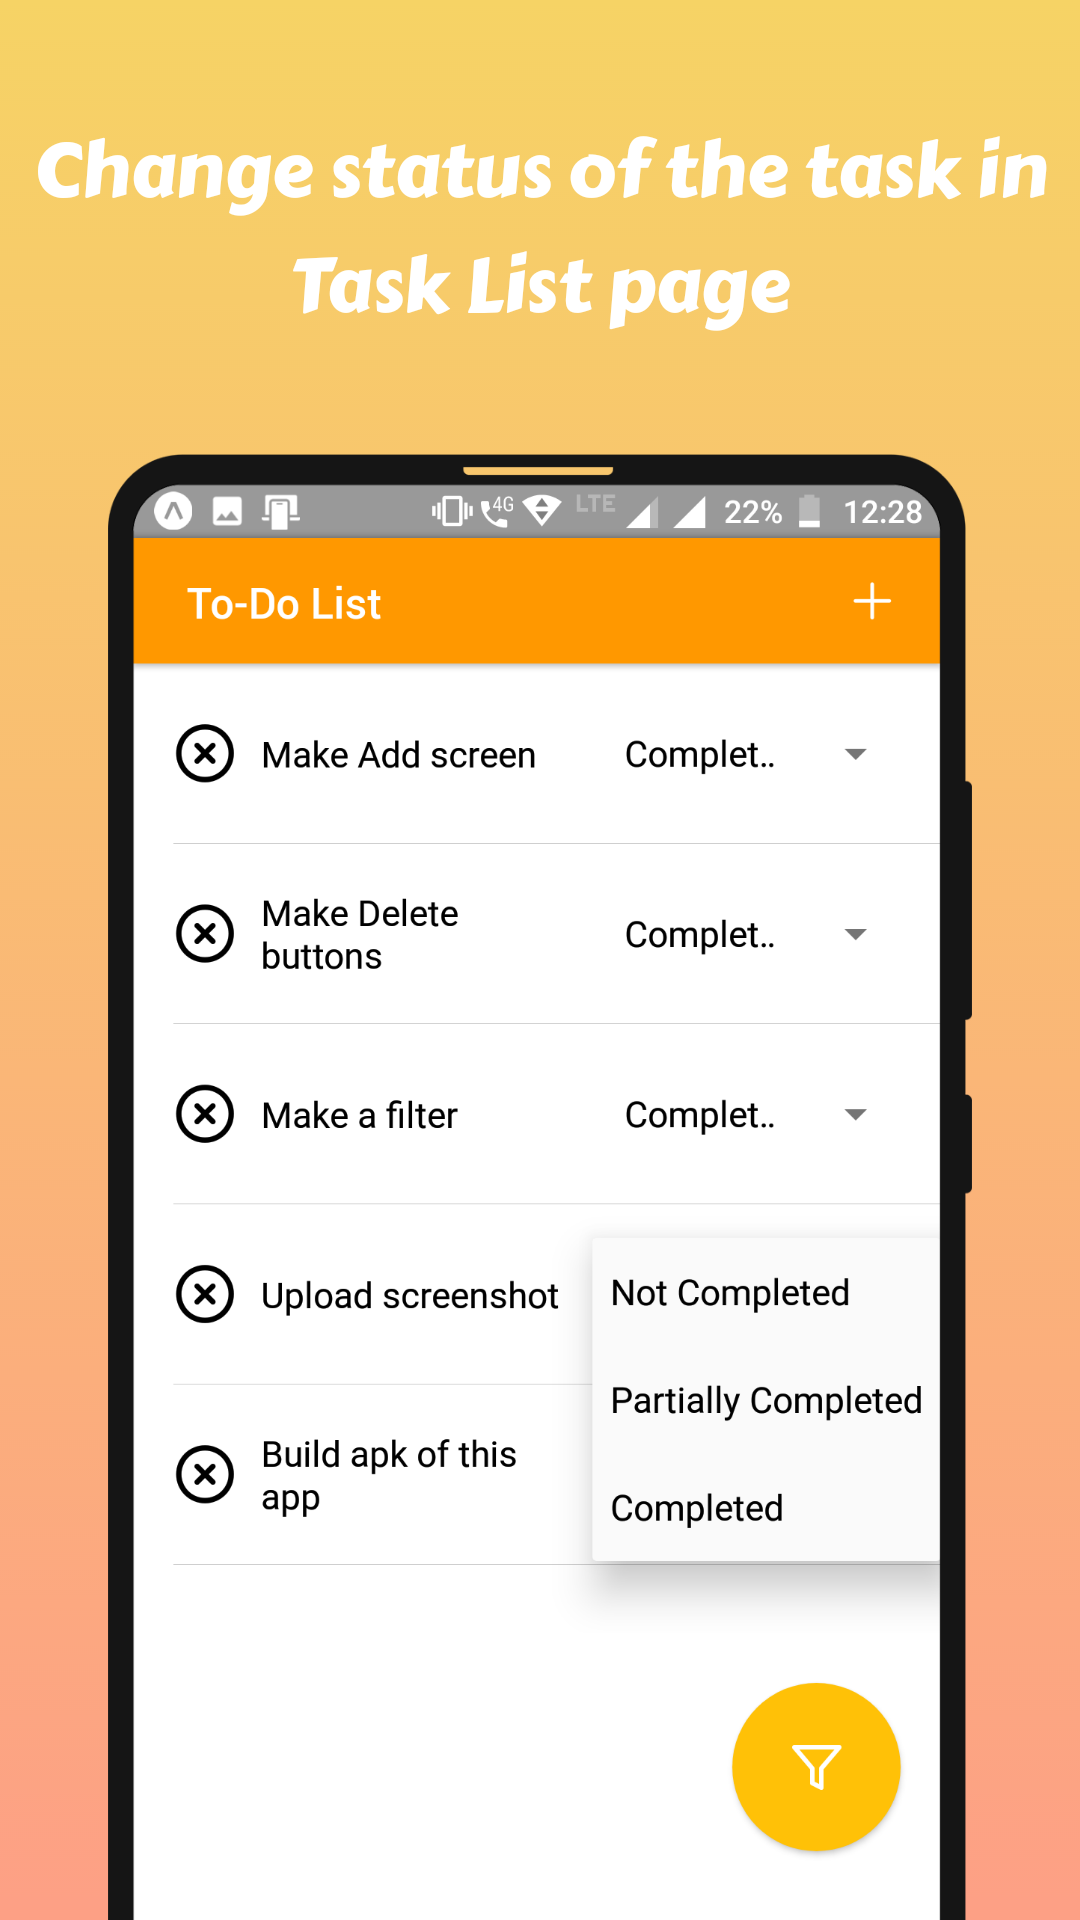 Change status of the task in
Task List page
4G LTE 22% 12:28
To-Do List
Make Add screen Complet..
Make Delete
buttons Complet..
Make a filter Complet..
Upload screenshot
Not Completed
Partially Completed
Build apk of this
app
Completed